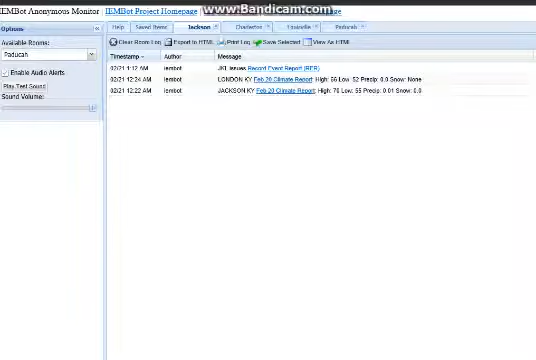 IEMBot Anonymous Monitor | IEMBot Project Homepage |
www.Bandicam.com
Options
Available Rooms:
Paducah
Enable Audio Alerts
Play Test Sound
Sound Volume:
Help Saved Items Jackson Charleston Louisville Paducah
Clear Room Log Export to HTML Print Log Save Selected View As HTML
Timestamp Author Message
02/21 1:12 AM iembot JKL issues Record Event Report (RER)
02/21 12:24 AM iembot LONDON KY Feb 20 Climate Report: High: 66 Low: 52 Precip: 0.0 Snow: None
02/21 12:22 AM iembot JACKSON KY Feb 20 Climate Report: High: 70 Low: 55 Precip: 0.01 Snow: 0.0